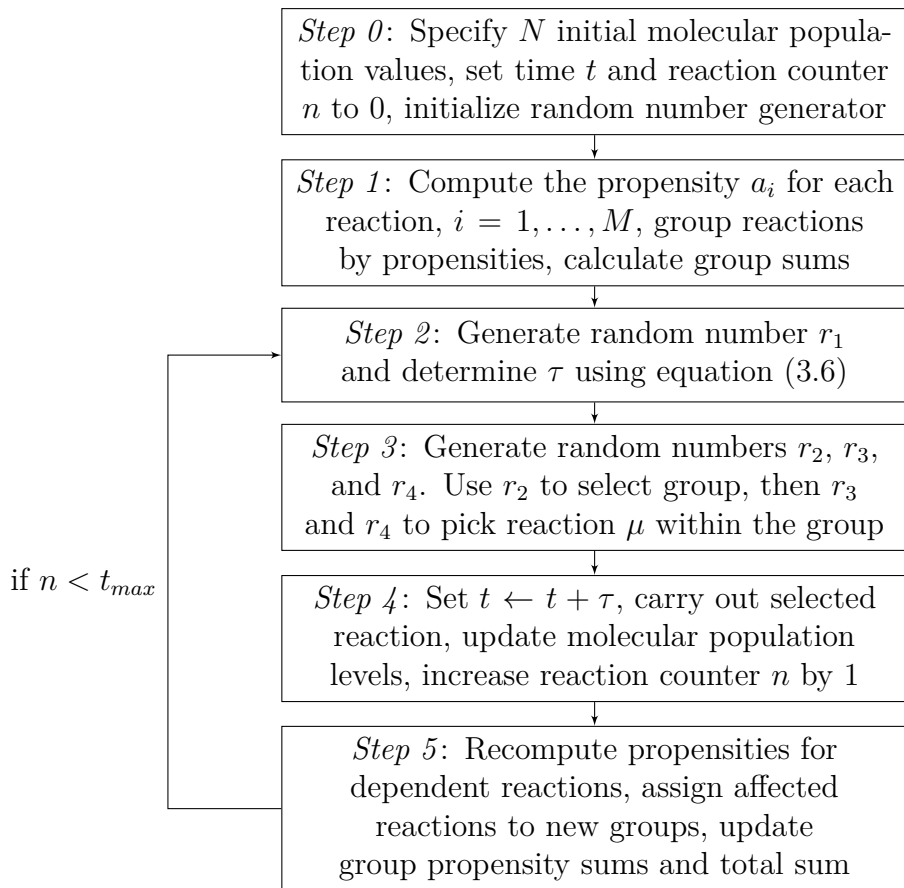 Step 0: Specify N initial molecular popula-
tion values, set time t and reaction counter
n to 0, initialize random number generator
Step 1: Compute the propensity a_i for each
reaction, i = 1, . . . , M, group reactions
by propensities, calculate group sums
Step 2: Generate random number r_1
and determine τ using equation (3.6)
Step 3: Generate random numbers r_2, r_3,
and r_4. Use r_2 to select group, then r_3
and r_4 to pick reaction μ within the group
if n < t_max
Step 4: Set t ← t + τ, carry out selected
reaction, update molecular population
levels, increase reaction counter n by 1
Step 5: Recompute propensities for
dependent reactions, assign affected
reactions to new groups, update
group propensity sums and total sum